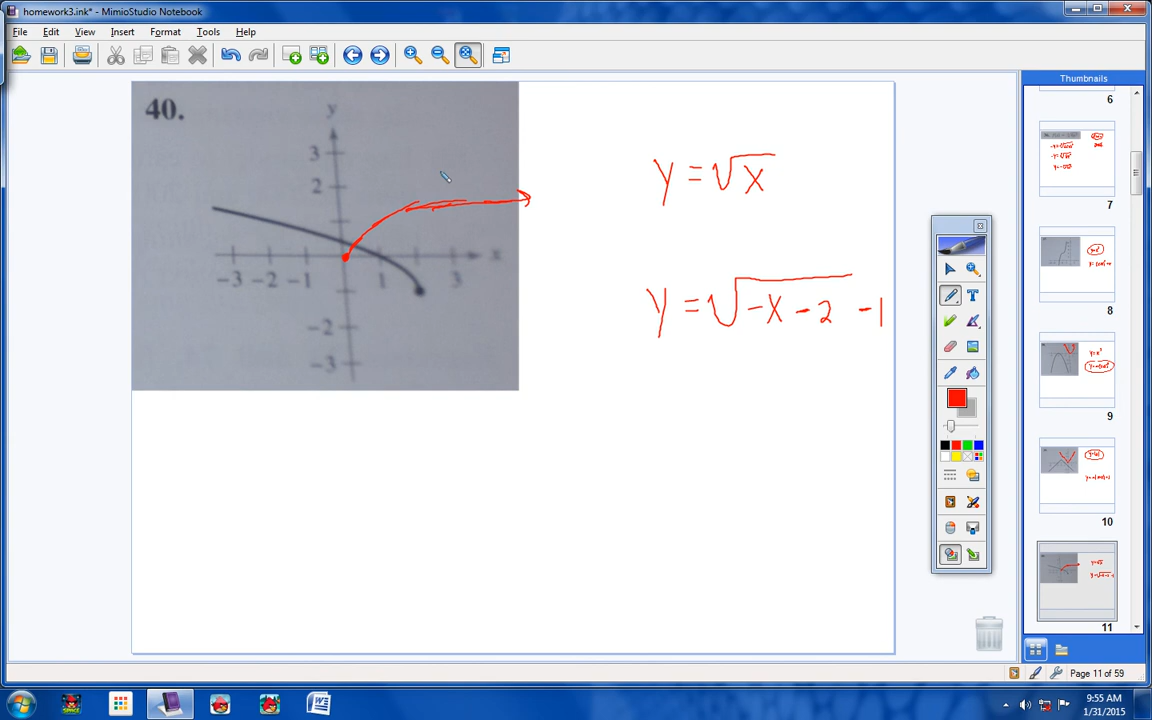 homework3.ink* - MimioStudio Notebook
File Edit View Insert Format Tools Help
Thumbnails
40.
y
3
2
x
-3 -2 -1 1 3
-2
-3
y = √x
y = √-x-2 -1
6
7
8
9
10
11
T
Page 11 of 59
9:55 AM
1/31/2015